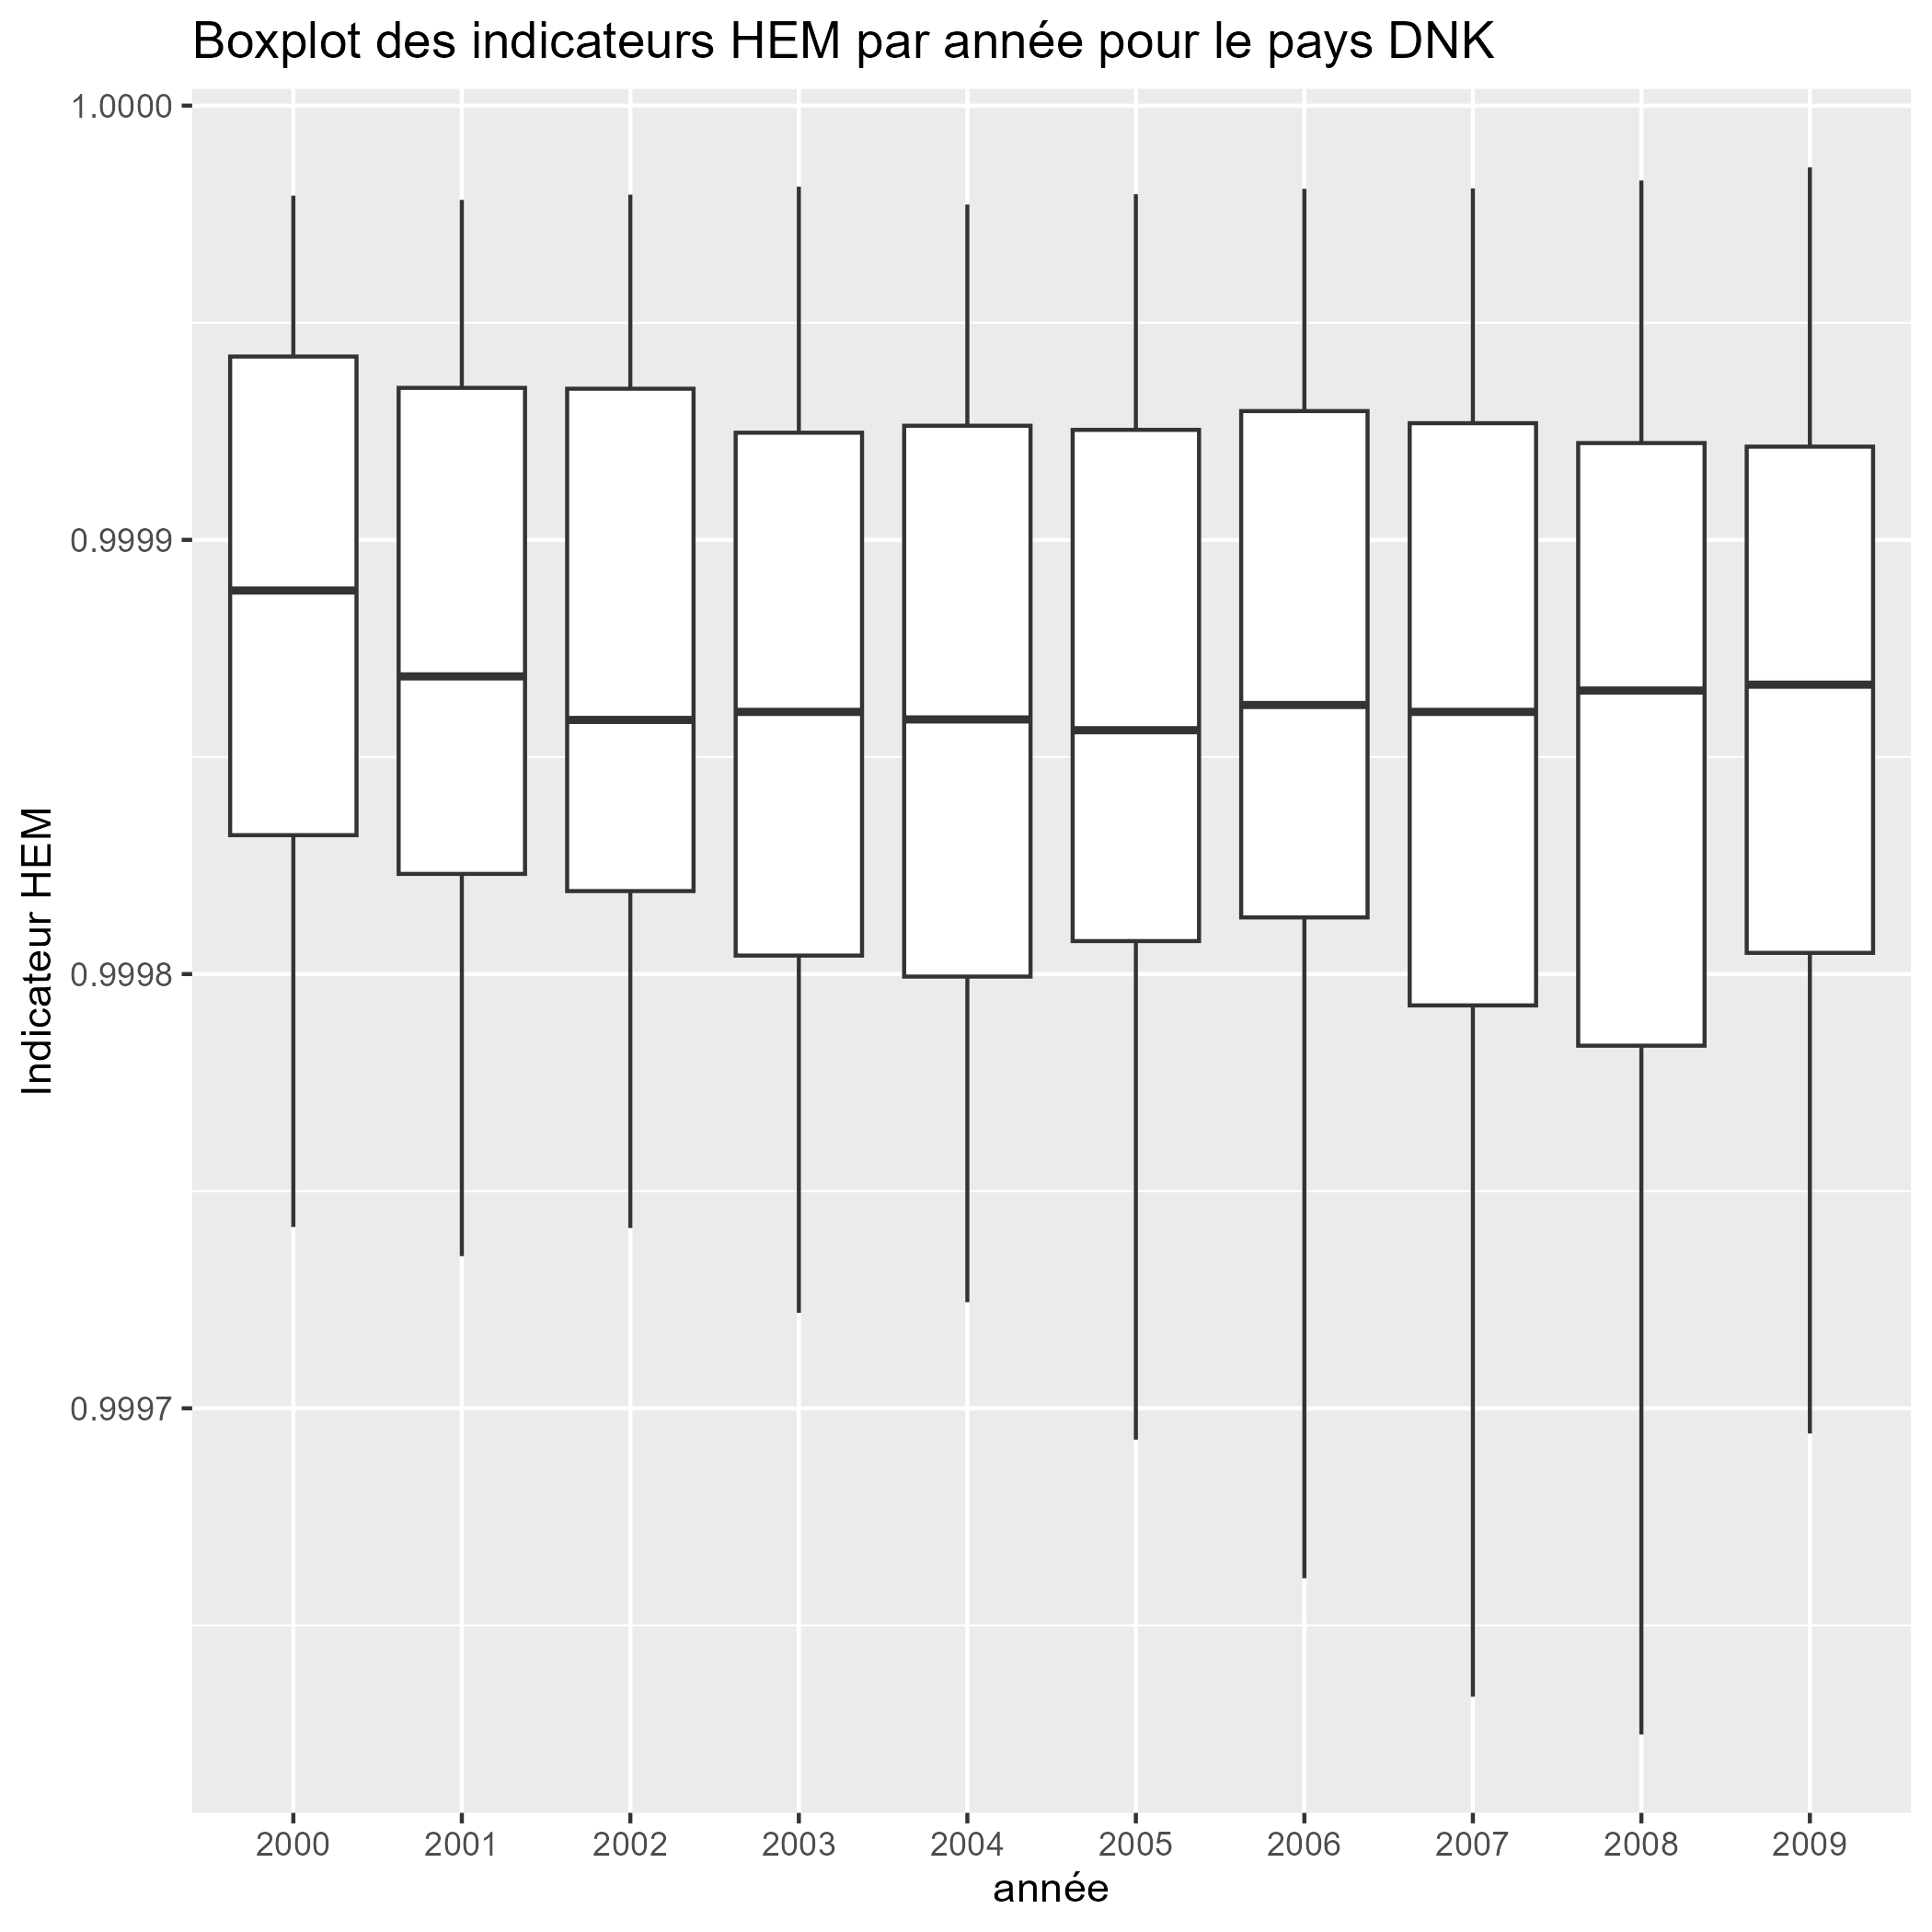 Boxplot des indicateurs HEM par année pour le pays DNK
1.0000
0.9999
0.9998
0.9997
Indicateur HEM
2000 2001 2002 2003 2004 2005 2006 2007 2008 2009
année